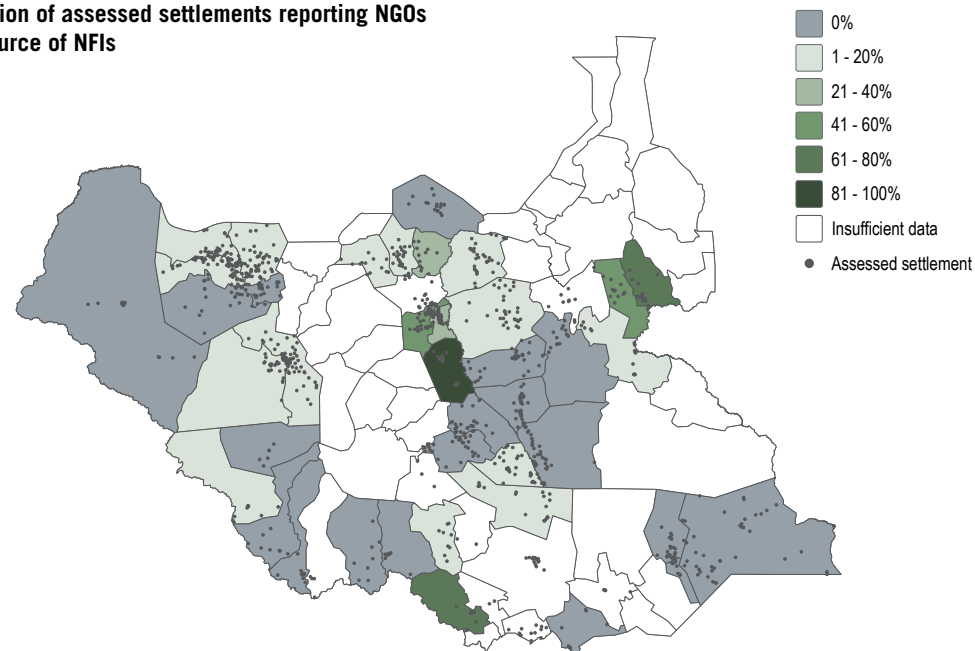 ion of assessed settlements reporting NGOs
urce of NFIs
0%
1 - 20%
21 - 40%
41 - 60%
61 - 80%
81 - 100%
Insufficient data
Assessed settlement